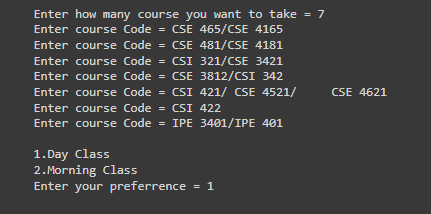 Enter how many course you want to take = 7
Enter course Code = CSE 465/CSE 4165
Enter course Code = CSE 481/CSE 4181
Enter course Code = CSI 321/CSE 3421
Enter course Code = CSE 3812/CSI 342
Enter course Code = CSI 421/ CSE 4521/     CSE 4621
Enter course Code = CSI 422
Enter course Code = IPE 3401/IPE 401
1.Day Class
2.Morning Class
Enter your preferrence = 1